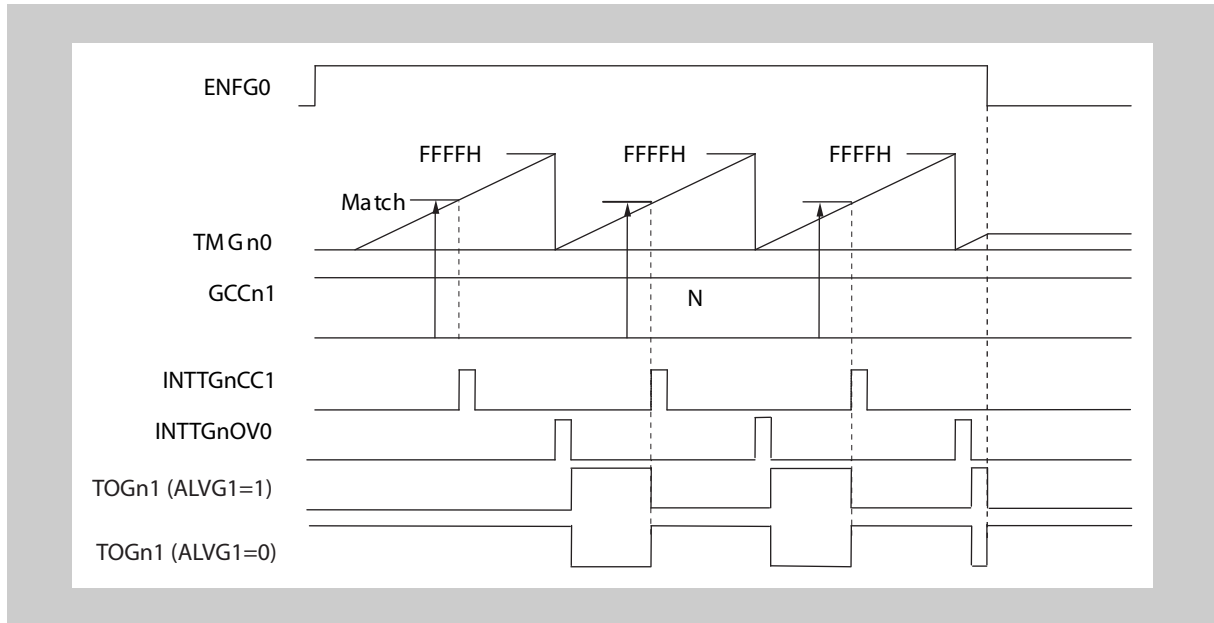 ENFG0
FFFFH FFFFH FFFFH
Match
TMGn0
GCCn1
N
INTTGnCC1
INTTGnOV0
TOGn1 (ALVG1=1)
TOGn1 (ALVG1=0)